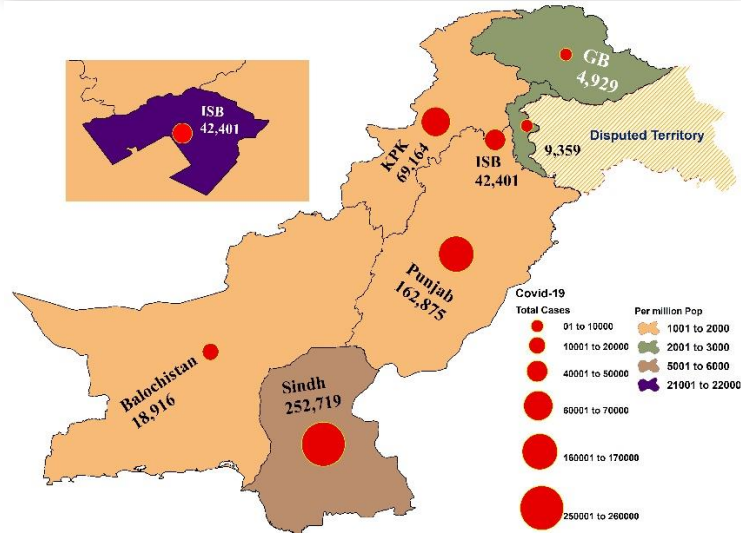 ISB
42,401
GB
4,929
Disputed Territory
9,359
KPK
69,164
ISB
42,401
Punjab
162,875
Balochistan
18,916
Sindh
252,719
Covid-19
Total Cases
01 to 10000
10001 to 20000
40001 to 50000
60001 to 70000
160001 to 170000
250001 to 260000
Per million Pop
1001 to 2000
2001 to 3000
5001 to 6000
21001 to 22000